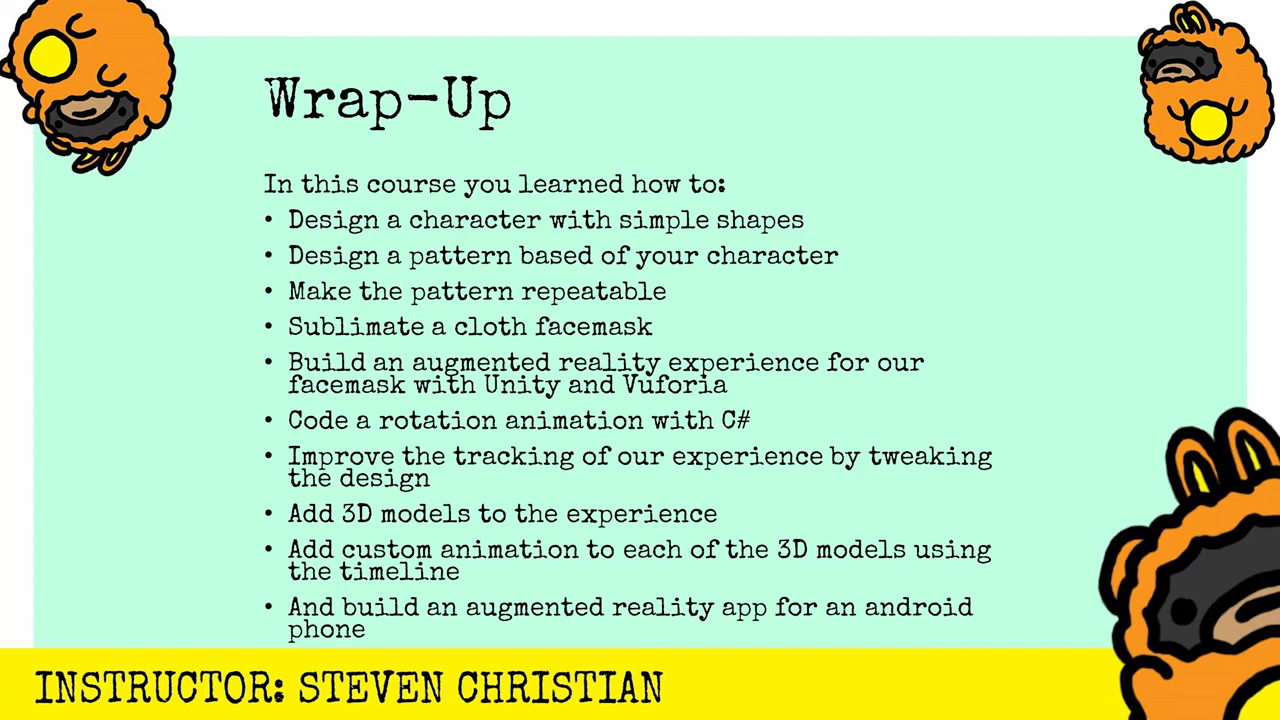 Wrap-Up
In this course you learned how to:
• Design a character with simple shapes
• Design a pattern based of your character
• Make the pattern repeatable
• Sublimate a cloth facemask
• Build an augmented reality experience for our
facemask with Unity and Vuforia
• Code a rotation animation with C#
• Improve the tracking of our experience by tweaking
the design
• Add 3D models to the experience
• Add custom animation to each of the 3D models using
the timeline
• And build an augmented reality app for an android
phone
INSTRUCTOR: STEVEN CHRISTIAN